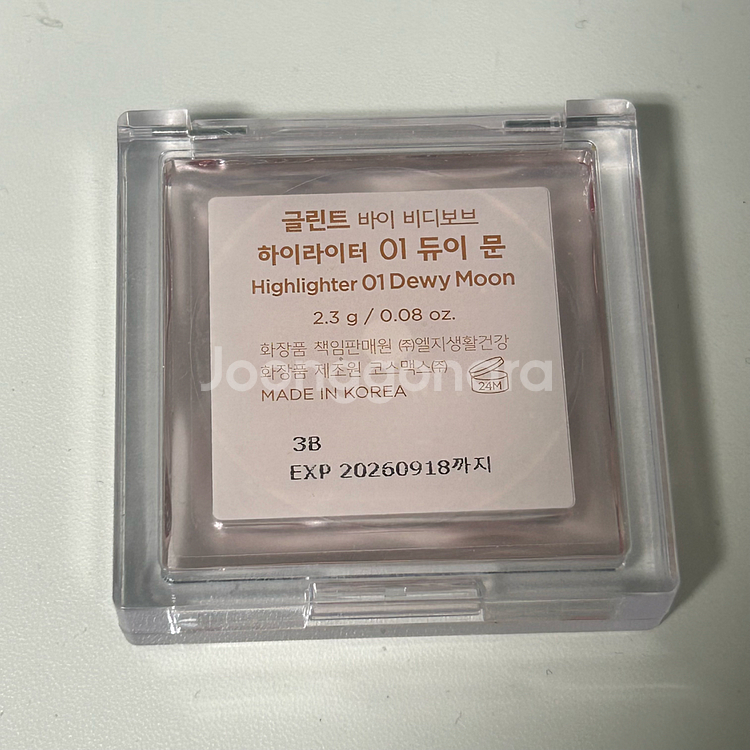 글린트 바이 비디보브
하이라이터 01 듀이 문
Highlighter 01 Dewy Moon
2.3 g / 0.08 oz.
화장품 책임판매원 ㈜엘지생활건강
화장품 제조원 코스맥스㈜
24M
MADE IN KOREA
Joonggonara
3B
EXP 20260918까지